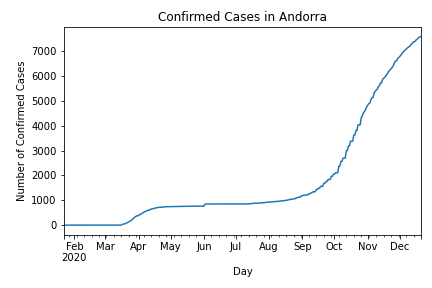 Confirmed Cases in Andorra
Number of Confirmed Cases
7000
6000
5000
4000
3000
2000
1000
0
Feb Mar Apr May Jun Jul Aug Sep Oct Nov Dec
2020
Day